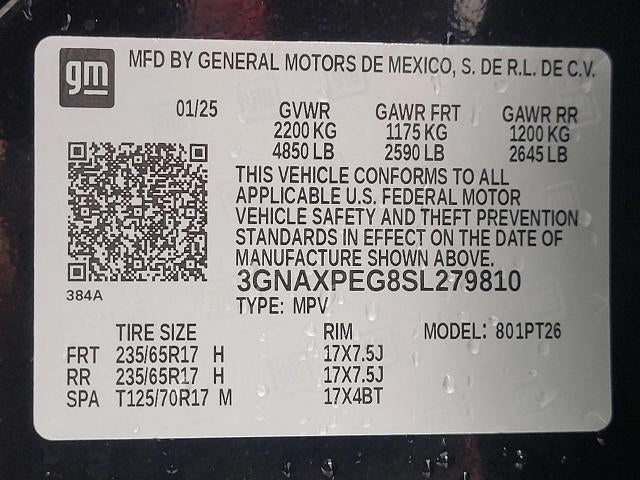 gm MFD BY GENERAL MOTORS DE MEXICO, S. DE R.L. DE C.V.
01/25 GVWR GAWR FRT GAWR RR
2200 KG 1175 KG 1200 KG
4850 LB 2590 LB 2645 LB
THIS VEHICLE CONFORMS TO ALL
APPLICABLE U.S. FEDERAL MOTOR
VEHICLE SAFETY AND THEFT PREVENTION
STANDARDS IN EFFECT ON THE DATE OF
MANUFACTURE SHOWN ABOVE.
3GNAXPEG8SL279810
384A
TYPE: MPV
TIRE SIZE RIM MODEL: 801PT26
FRT 235/65R17 H 17X7.5J
RR 235/65R17 H 17X7.5J
SPA T125/70R17 M 17X4BT